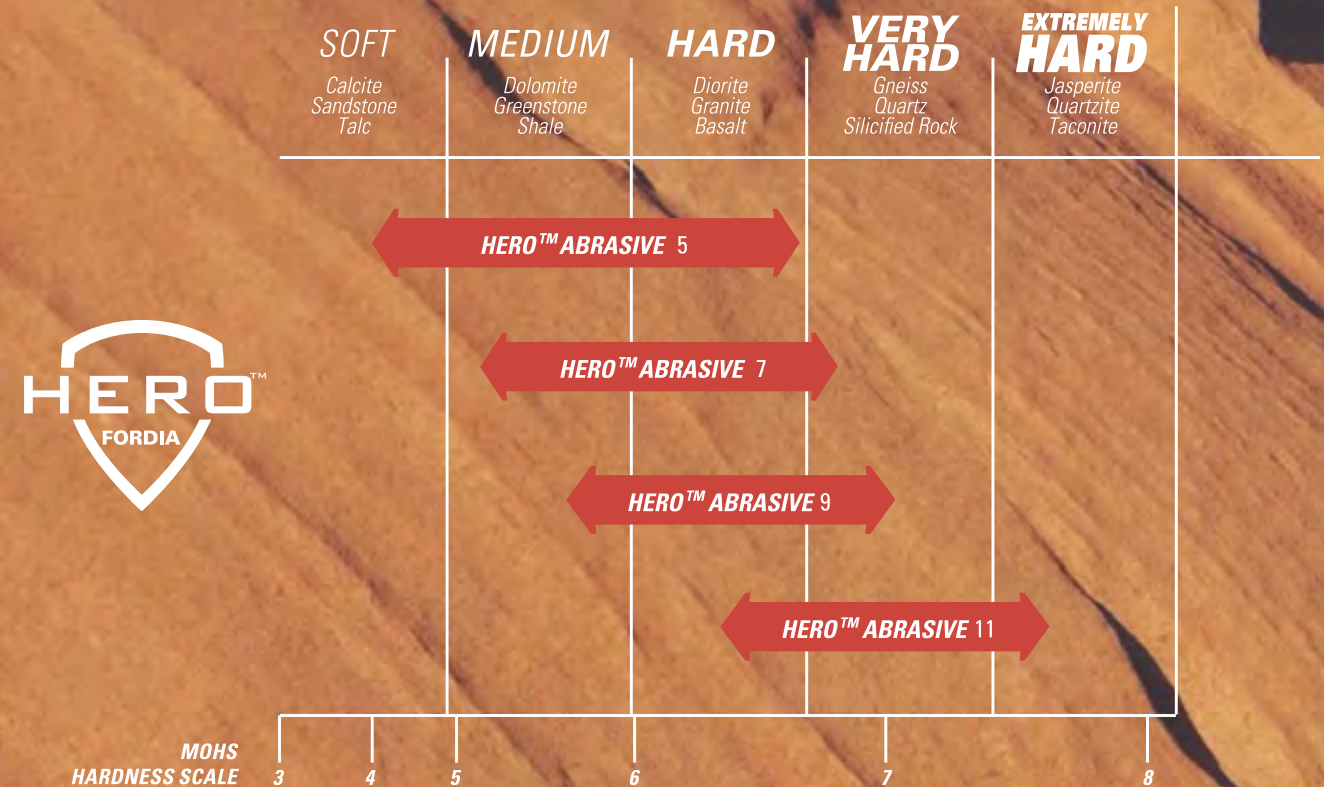 SOFT
Calcite
Sandstone
Talc
MEDIUM
Dolomite
Greenstone
Shale
HARD
Diorite
Granite
Basalt
VERY
HARD
Gneiss
Quartz
Silicified Rock
EXTREMELY
HARD
Jasperite
Quartzite
Taconite
HERO™ ABRASIVE 5
HERO™ ABRASIVE 7
HERO™ ABRASIVE 9
HERO™ ABRASIVE 11
HERO™
FORDIA
MOHS
HARDNESS SCALE
3 4 5 6 7 8